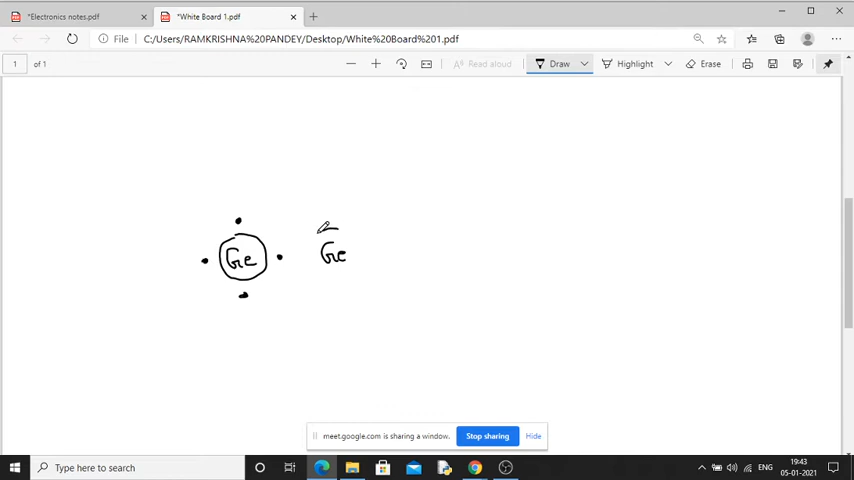 *Electronics notes.pdf
*White Board 1.pdf
File
C:/Users/RAMKRISHNA%20PANDEY/Desktop/White%20Board%201.pdf
1 of 1
Read aloud
Draw
Highlight
Erase
Ge Ge
meet.google.com is sharing a window.
Stop sharing
Hide
Type here to search
ENG
19:43
05-01-2021